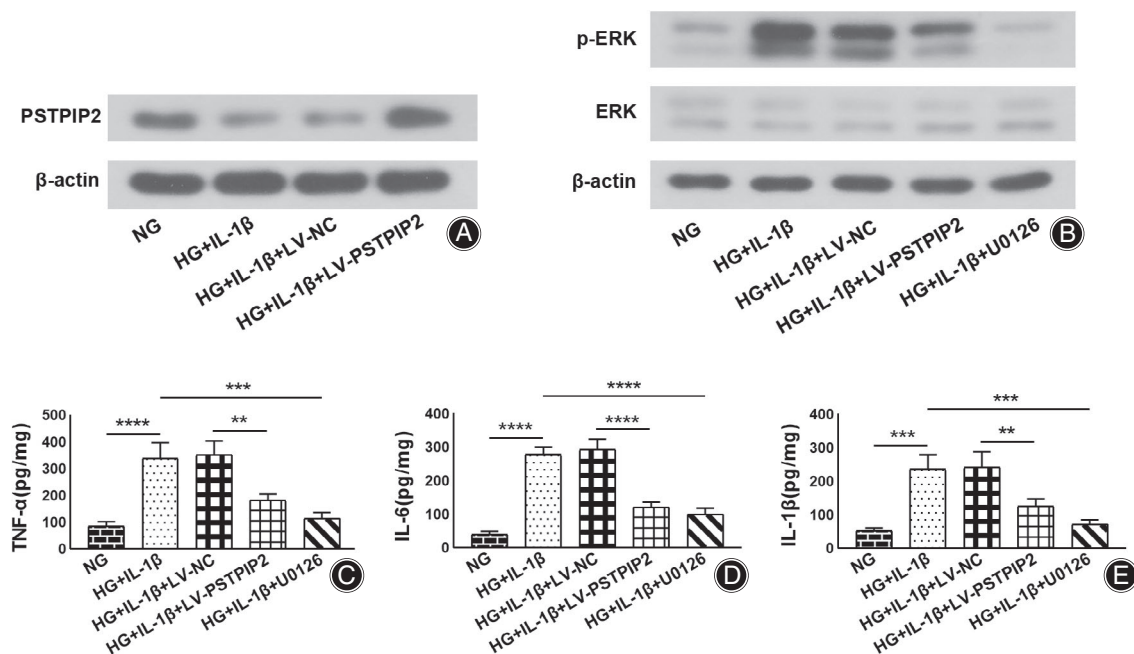 PSTPIP2
β-actin
NG
HG+IL-1β
HG+IL-1β+LV-NC
HG+IL-1β+LV-PSTPIP2
A
p-ERK
ERK
β-actin
NG
HG+IL-1β
HG+IL-1β+LV-NC
HG+IL-1β+LV-PSTPIP2
HG+IL-1β+U0126
B
TNF-α(pg/mg)
500
400
300
200
100
0
****
***
**
NG
HG+IL-1β
HG+IL-1β+LV-NC
HG+IL-1β+LV-PSTPIP2
HG+IL-1β+U0126
C
IL-6(pg/mg)
400
300
200
100
0
****
****
****
NG
HG+IL-1β
HG+IL-1β+LV-NC
HG+IL-1β+LV-PSTPIP2
HG+IL-1β+U0126
D
IL-1β(pg/mg)
400
300
200
100
0
***
***
**
NG
HG+IL-1β
HG+IL-1β+LV-NC
HG+IL-1β+LV-PSTPIP2
HG+IL-1β+U0126
E